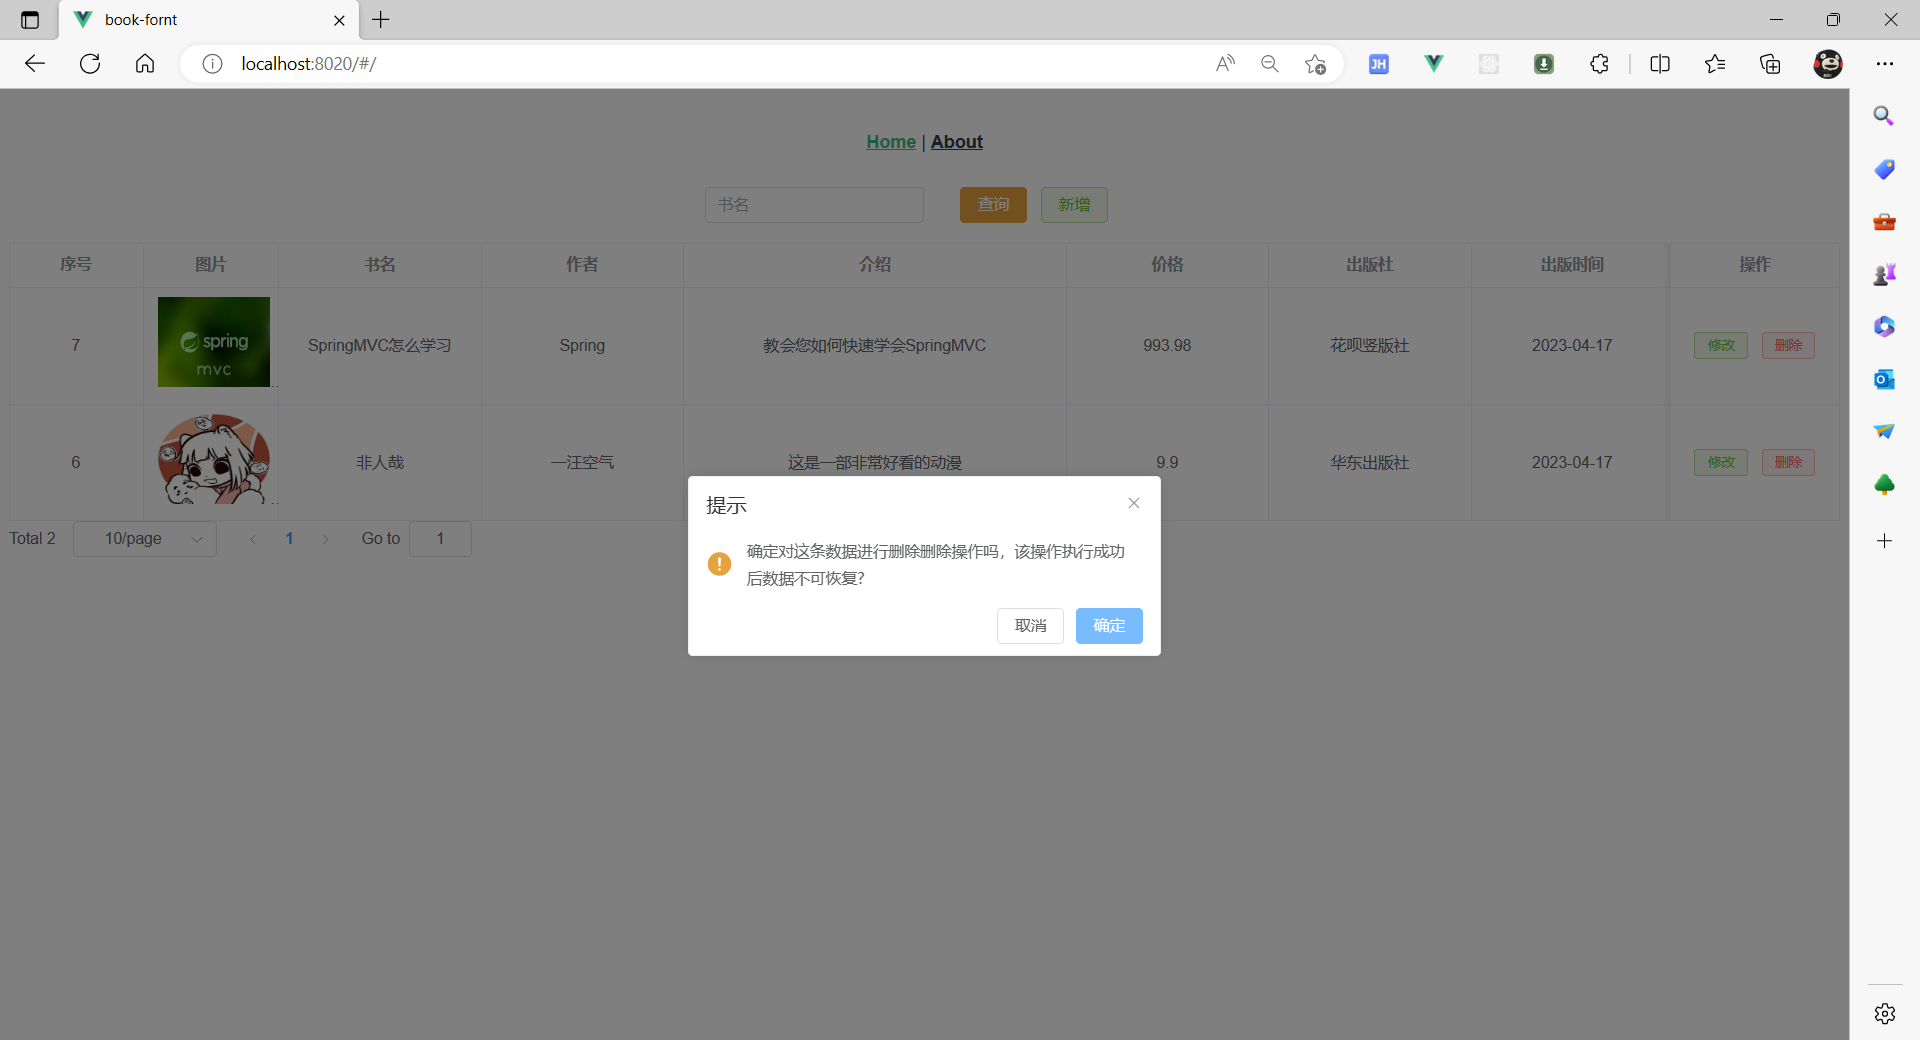 book-fornt
localhost:8020/#/
JH
Home | About
书名
查询
新增
序号 图片 书名 作者 介绍 价格 出版社 出版时间 操作
7 spring mvc SpringMVC怎么学习 Spring 教会您如何快速学会SpringMVC 993.98 花呗竖版社 2023-04-17 修改 删除
6 非人哉 一汪空气 这是一部非常好看的动漫 9.9 华东出版社 2023-04-17 修改 删除
Total 2 10/page 1 Go to 1
提示
确定对这条数据进行删除删除操作吗，该操作执行成功
后数据不可恢复?
取消 确定